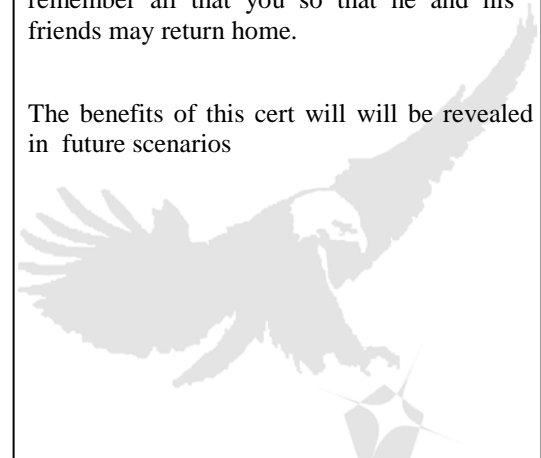 remember all that you so that he and his
friends may return home.
The benefits of this cert will will be revealed
in future scenarios